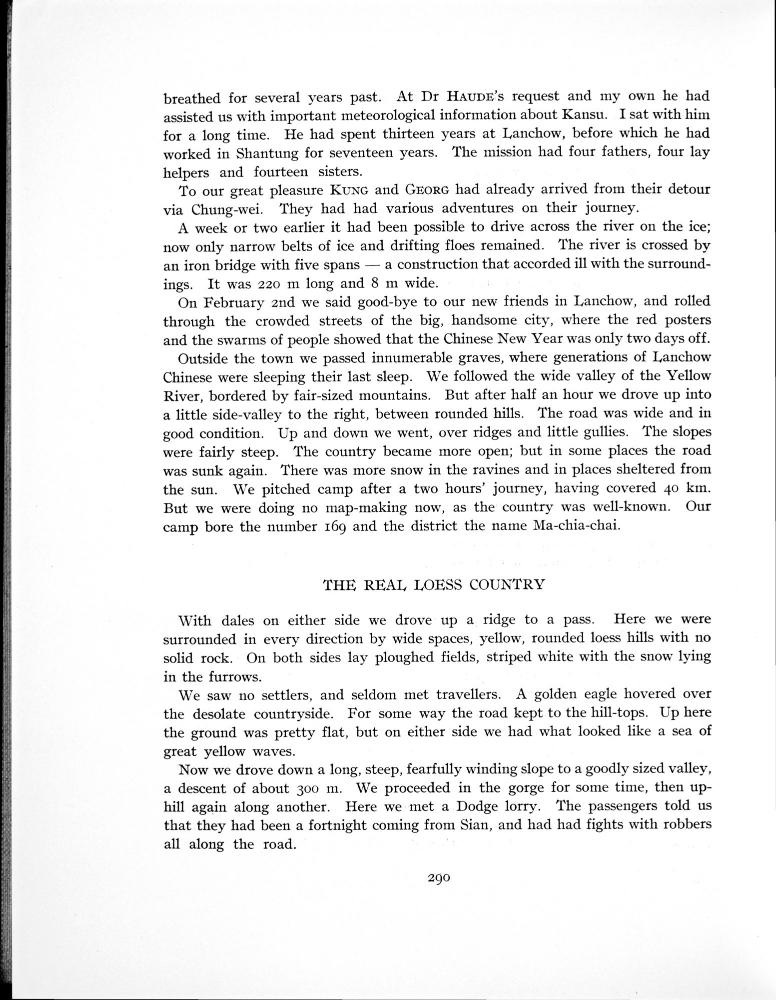 breathed for several years past. At Dr HAUDE's request and my own he had
assisted us with important meteorological information about Kansu. I sat with him
for a long time. He had spent thirteen years at Lanchow, before which he had
worked in Shantung for seventeen years. The mission had four fathers, four lay
helpers and fourteen sisters.
To our great pleasure KUNG and GEORG had already arrived from their detour
via Chung-wei. They had had various adventures on their journey.
A week or two earlier it had been possible to drive across the river on the ice;
now only narrow belts of ice and drifting floes remained. The river is crossed by
an iron bridge with five spans — a construction that accorded ill with the surround-
ings. It was 220 m long and 8 m wide.
On February 2nd we said good-bye to our new friends in Lanchow, and rolled
through the crowded streets of the big, handsome city, where the red posters
and the swarms of people showed that the Chinese New Year was only two days off.
Outside the town we passed innumerable graves, where generations of Lanchow
Chinese were sleeping their last sleep. We followed the wide valley of the Yellow
River, bordered by fair-sized mountains. But after half an hour we drove up into
a little side-valley to the right, between rounded hills. The road was wide and in
good condition. Up and down we went, over ridges and little gullies. The slopes
were fairly steep. The country became more open; but in some places the road
was sunk again. There was more snow in the ravines and in places sheltered from
the sun. We pitched camp after a two hours' journey, having covered 40 km.
But we were doing no map-making now, as the country was well-known. Our
camp bore the number 169 and the district the name Ma-chia-chai.
THE REAL LOESS COUNTRY
With dales on either side we drove up a ridge to a pass. Here we were
surrounded in every direction by wide spaces, yellow, rounded loess hills with no
solid rock. On both sides lay ploughed fields, striped white with the snow lying
in the furrows.
We saw no settlers, and seldom met travellers. A golden eagle hovered over
the desolate countryside. For some way the road kept to the hill-tops. Up here
the ground was pretty flat, but on either side we had what looked like a sea of
great yellow waves.
Now we drove down a long, steep, fearfully winding slope to a goodly sized valley,
a descent of about 300 m. We proceeded in the gorge for some time, then up-
hill again along another. Here we met a Dodge lorry. The passengers told us
that they had been a fortnight coming from Sian, and had had fights with robbers
all along the road.
290